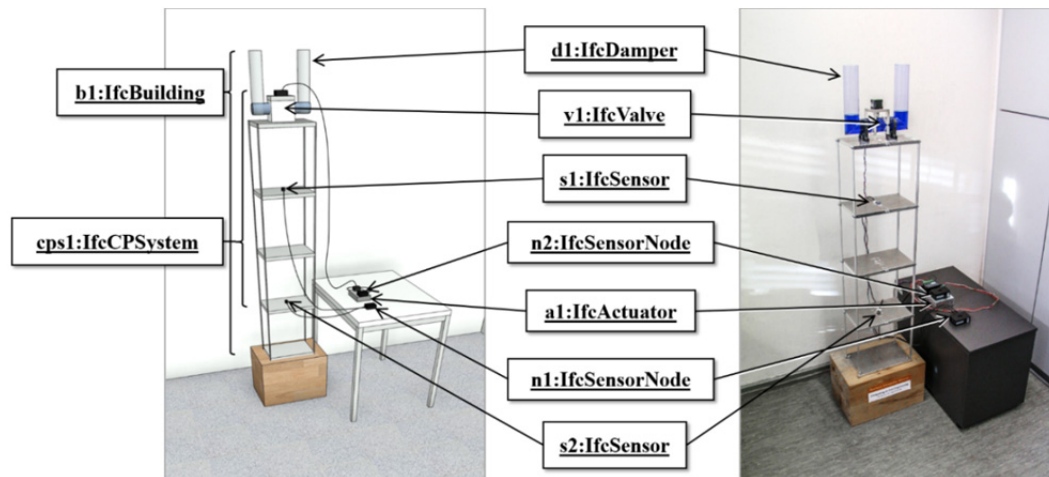 d1:IfcDamper
b1:IfcBuilding
v1:IfcValve
s1:IfcSensor
cps1:IfcCPSystem
n2:IfcSensorNode
a1:IfcActuator
n1:IfcSensorNode
s2:IfcSensor